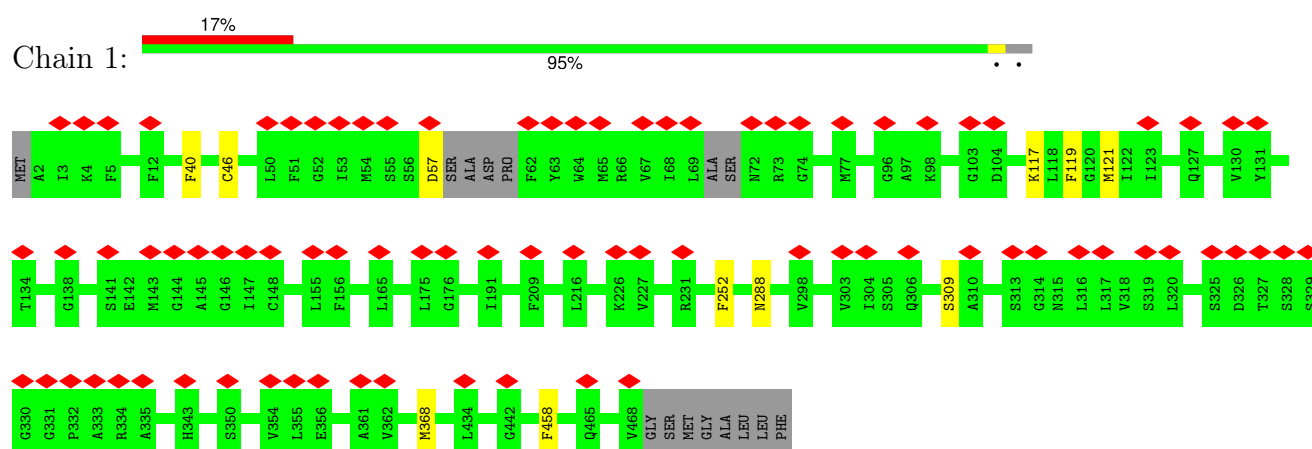 17%
Chain 1:
95% . .
MET A2 I3 K4 F5 F12 F40 C46 L50 F51 G52 I53 M54 S55 S56 D57 SER ALA ASP PRO F62 Y63 W64 M65 R66 V67 I68 L69 ALA SER N72 R73 G74 M77 G96 A97 K98 G103 D104 K117 L118 F119 G120 M121 I122 I123 Q127 V130 Y131
T134 G138 S141 E142 M143 G144 A145 G146 I147 C148 L155 F156 L165 L175 G176 I191 F209 L216 K226 V227 R231 F252 N288 V298 V303 I304 S305 Q306 S309 A310 S313 G314 N315 L316 L317 V318 S319 L320 S325 D326 T327 S328 S329
G330 G331 P332 A333 R334 A335 H343 S350 V354 L355 E356 A361 V362 M368 L434 G442 F458 Q465 V468 GLY SER MET GLY ALA LEU LEU PHE